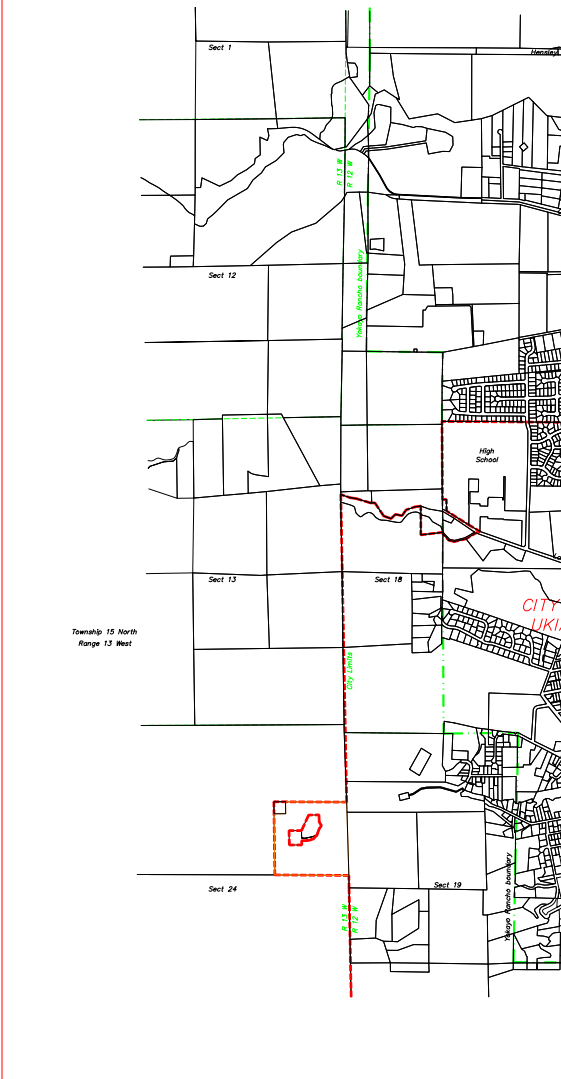 Sect 1
Hensley
R 13 W
R 12 W
Sect 12
Yokayo Rancho boundary
High
School
Sect 13
Sect 18
CITY
Township 15 North
Range 13 West
City Limits
Sect 24
Sect 19
Yokayo Rancho boundary
R 13 W
R 12 W